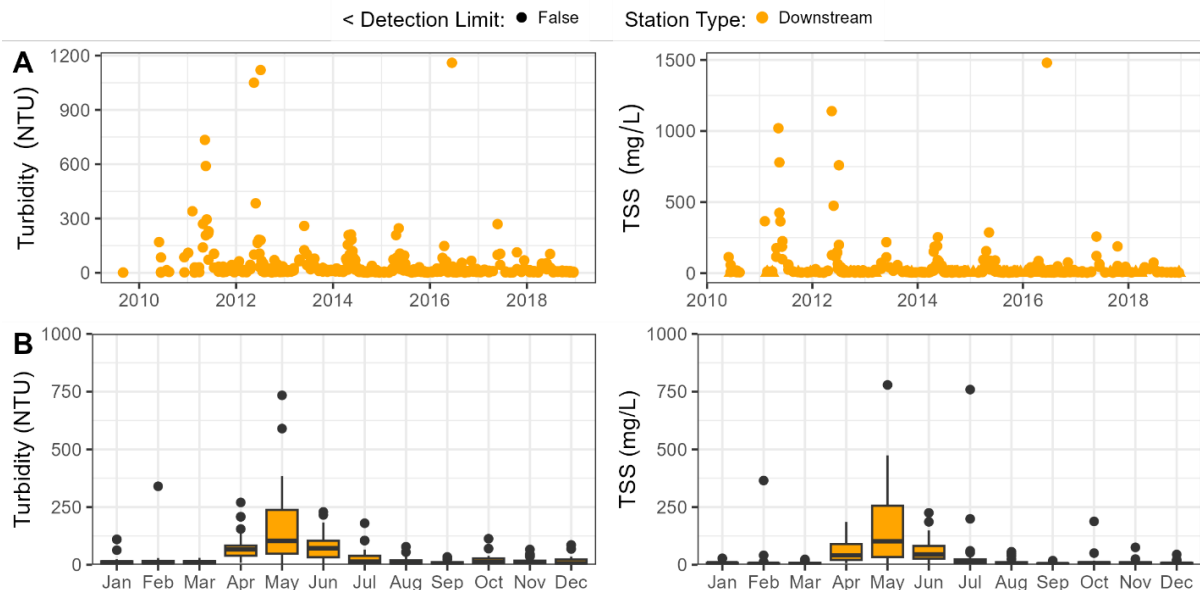 < Detection Limit: False Station Type: Downstream
A
Turbidity (NTU)
1200
900
600
300
0
2010 2012 2014 2016 2018
TSS (mg/L)
1500
1000
500
0
2010 2012 2014 2016 2018
B
Turbidity (NTU)
1000
750
500
250
0
Jan Feb Mar Apr May Jun Jul Aug Sep Oct Nov Dec
TSS (mg/L)
1000
750
500
250
0
Jan Feb Mar Apr May Jun Jul Aug Sep Oct Nov Dec